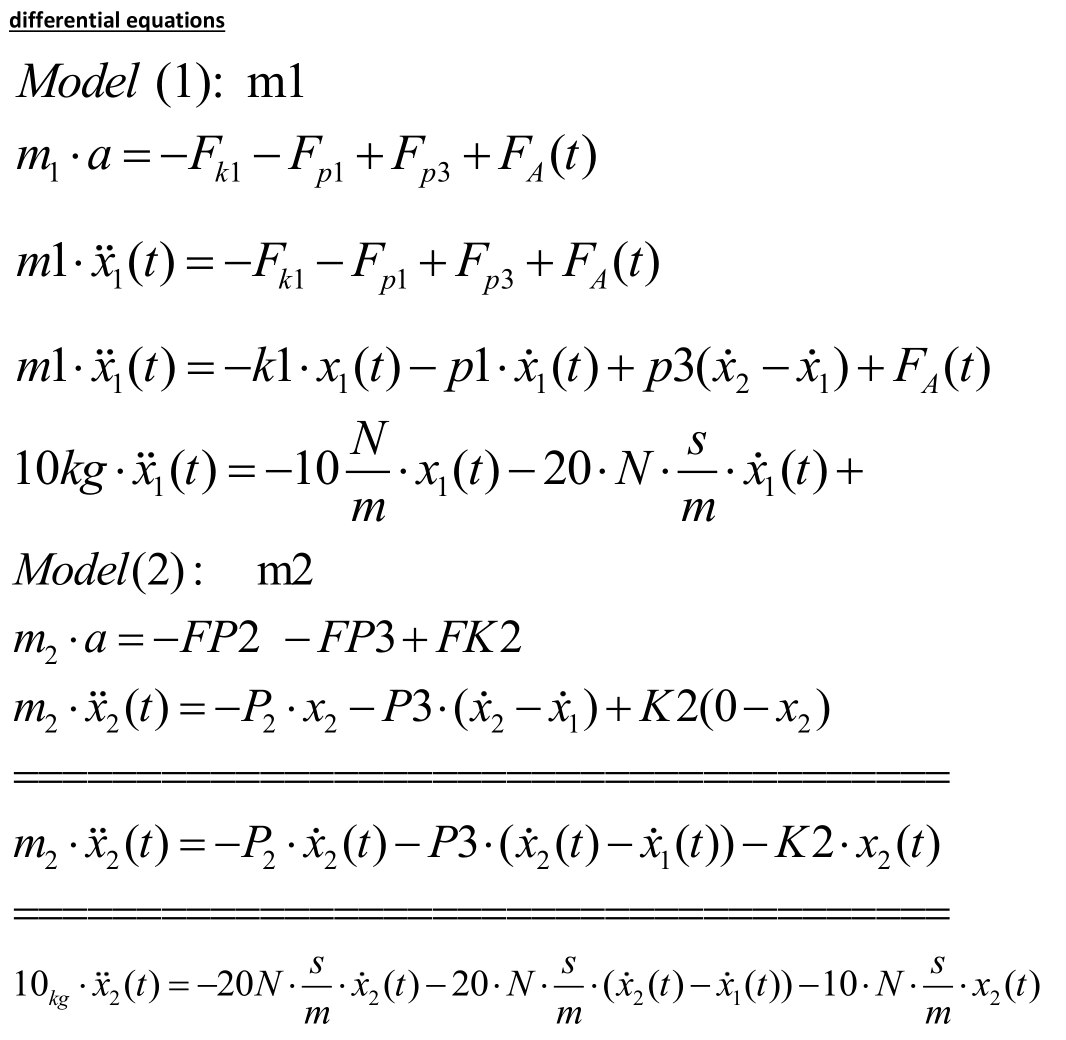 differential equations
Model (1): m1
m₁ · a = −F_k1 − F_p1 + F_p3 + F_A(t)
m1 · ẍ₁(t) = −F_k1 − F_p1 + F_p3 + F_A(t)
m1 · ẍ₁(t) = −k1 · x₁(t) − p1 · ẋ₁(t) + p3(ẋ₂ − ẋ₁) + F_A(t)
10kg · ẍ₁(t) = −10 N/m · x₁(t) − 20 · N · s/m · ẋ₁(t) +
Model(2): m2
m₂ · a = −FP2 − FP3 + FK2
m₂ · ẍ₂(t) = −P₂ · x₂ − P3 · (ẋ₂ − ẋ₁) + K2(0 − x₂)
m₂ · ẍ₂(t) = −P₂ · ẋ₂(t) − P3 · (ẋ₂(t) − ẋ₁(t)) − K2 · x₂(t)
10_kg · ẍ₂(t) = −20N · s/m · ẋ₂(t) − 20 · N · s/m · (ẋ₂(t) − ẋ₁(t)) − 10 · N · s/m · x₂(t)